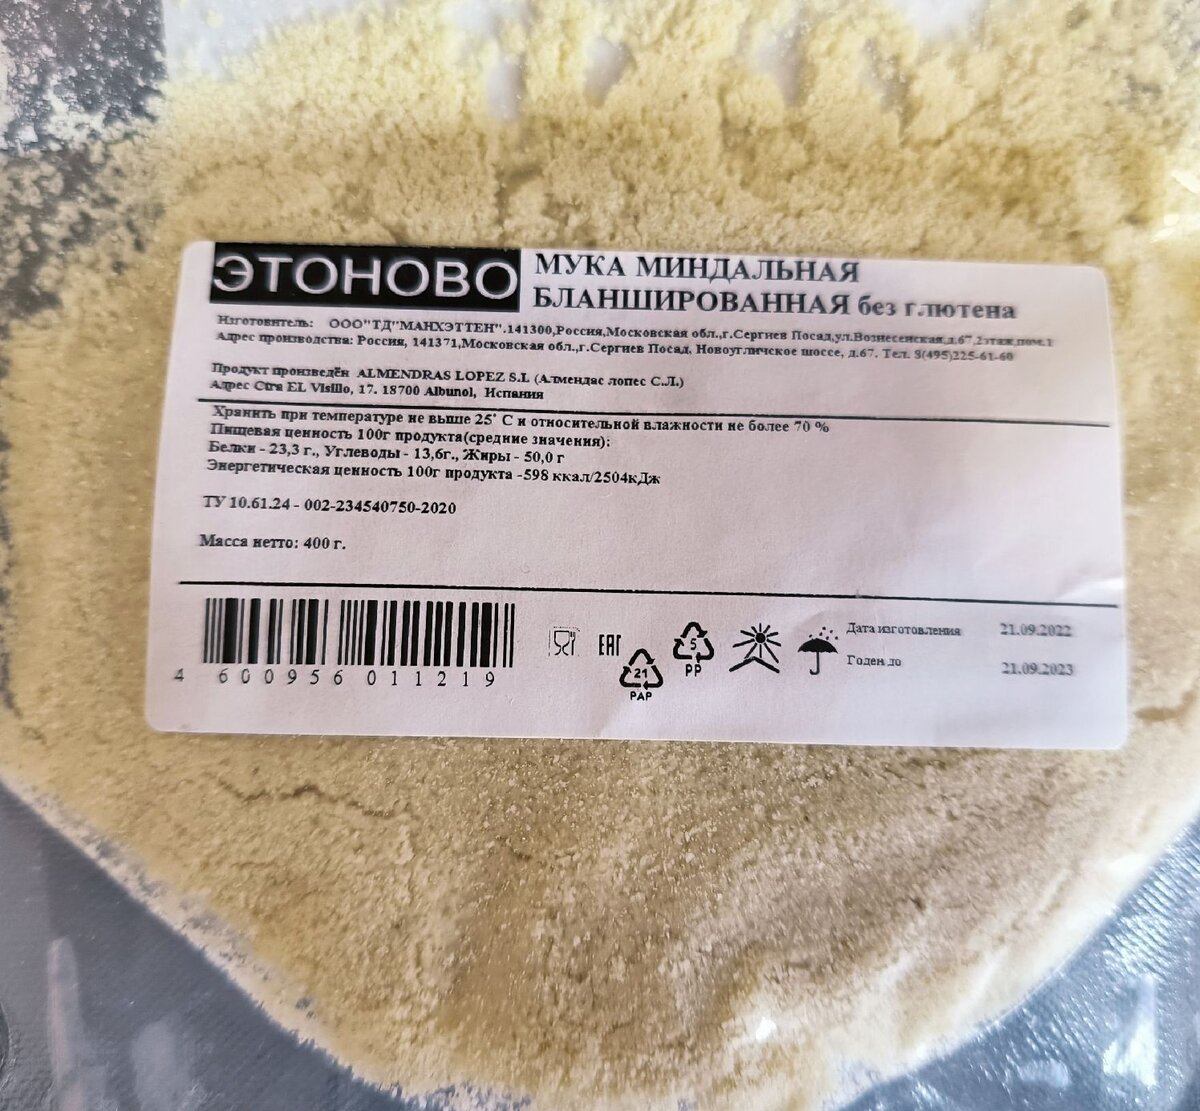 ЭТОНОВО
МУКА МИНДАЛЬНАЯ
БЛАНШИРОВАННАЯ без глютена
Изготовитель: ООО"ТД"МАНХЭТТЕН".141300,Россия,Московская обл.,г.Сергиев Посад,ул.Вознесенская,д.67,2этаж,пом.1
Адрес производства: Россия, 141371,Московская обл.,г.Сергиев Посад, Новоугличское шоссе, д.67. Тел. 8(495)225-61-60
Продукт произведён ALMENDRAS LOPEZ S.L (Алмендас лопес С.Л.)
Адрес Ctra EL Visillo, 17. 18700 Albunol, Испания
Хранить при температуре не выше 25° С и относительной влажности не более 70 %
Пищевая ценность 100г продукта(средние значения):
Белки - 23,3 г., Углеводы - 13,6г., Жиры - 50,0 г
Энергетическая ценность 100г продукта -598 ккал/2504кДж
ТУ 10.61.24 - 002-234540750-2020
Масса нетто: 400 г.
4 600956 011219
EAC
21
PAP
5
PP
Дата изготовления 21.09.2022
Годен до 21.09.2023